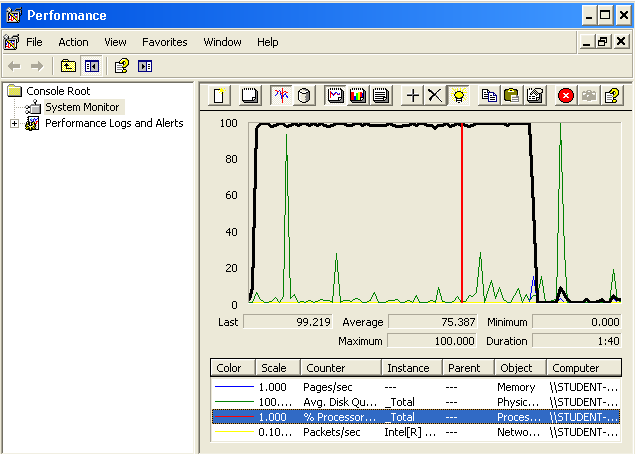 Performance
File Action View Favorites Window Help
Console Root
System Monitor
Performance Logs and Alerts
100
80
60
40
20
0
Last 99.219 Average 75.387 Minimum 0.000
Maximum 100.000 Duration 1:40
Color Scale Counter Instance Parent Object Computer
1.000 Pages/sec --- --- Memory \\STUDENT-...
100.... Avg. Disk Qu... _Total --- Physic... \\STUDENT-...
1.000 % Processor... _Total --- Proces... \\STUDENT-...
0.10... Packets/sec Intel[R] ... --- Netwo... \\STUDENT-...